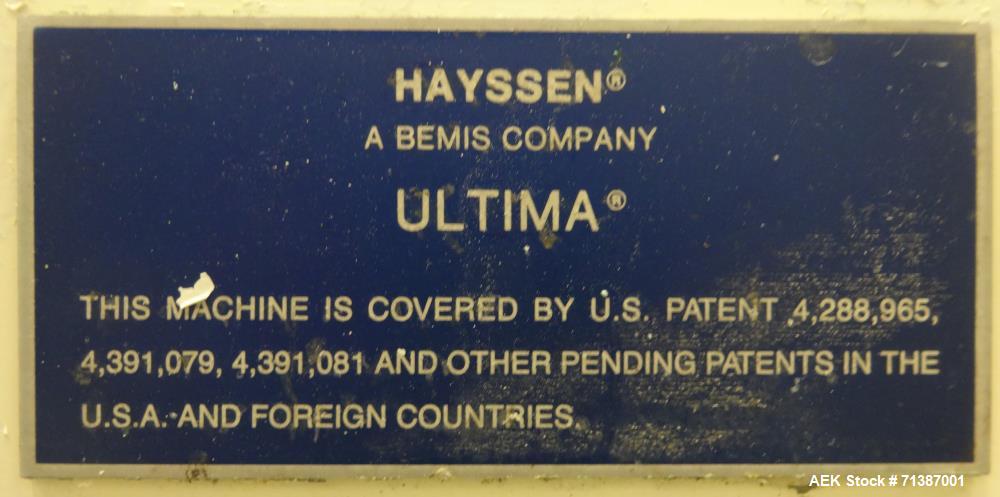 HAYSSEN®
A BEMIS COMPANY
ULTIMA®
THIS MACHINE IS COVERED BY U.S. PATENT 4,288,965,
4,391,079, 4,391,081 AND OTHER PENDING PATENTS IN THE
U.S.A. AND FOREIGN COUNTRIES.
AEK Stock # 71387001